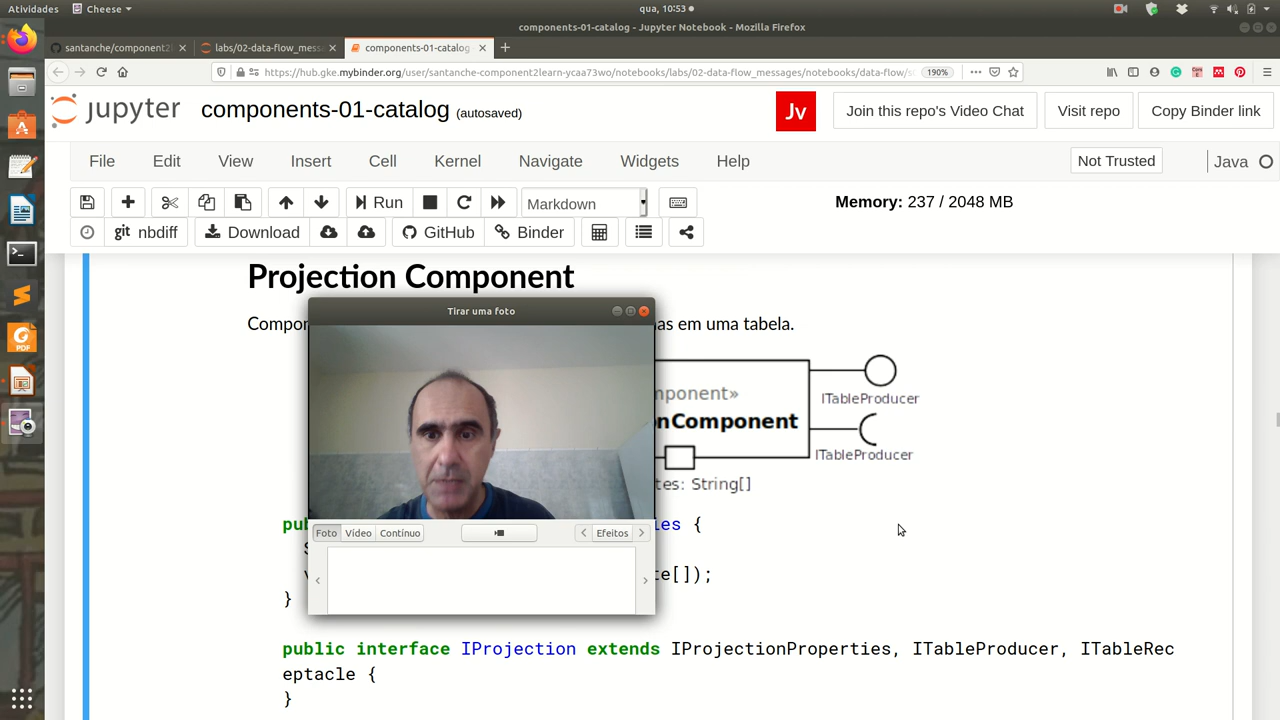 Atividades Cheese qua, 10:53
components-01-catalog - Jupyter Notebook - Mozilla Firefox
santanche/component2l labs/02-data-flow_mess components-01-catalog
https://hub.gke.mybinder.org/user/santanche-component2learn-ycaa73wo/notebooks/labs/02-data-flow_messages/notebooks/data-flow/ 190%
jupyter components-01-catalog (autosaved) Jv Join this repo's Video Chat Visit repo Copy Binder link
File Edit View Insert Cell Kernel Navigate Widgets Help Not Trusted Java
Run Markdown Memory: 237 / 2048 MB
git nbdiff Download GitHub Binder
Projection Component
Tirar uma foto
Compon as em uma tabela.
mponent»
ITableProducer
nComponent
ITableProducer
tes: String[]
pu ies {
Foto Vídeo Contínuo Efeitos
te[]);
}
public interface IProjection extends IProjectionProperties, ITableProducer, ITableRec
eptacle {
}